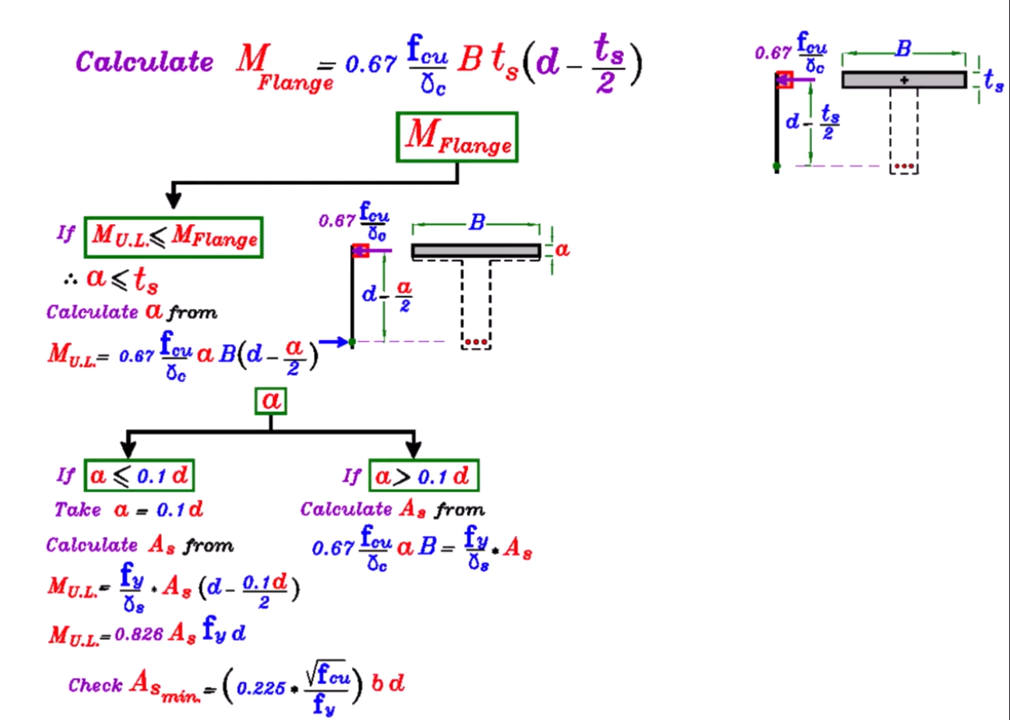 Calculate M_Flange = 0.67 f_cu/γ_c B t_s (d - t_s/2)
0.67 f_cu/γ_c
B
t_s
d - t_s/2
M_Flange
If M_U.L. ≤ M_Flange
0.67 f_cu/γ_c
B
a
d - a/2
∴ a ≤ t_s
Calculate a from
M_U.L. = 0.67 f_cu/γ_c a B (d - a/2)
a
If a ≤ 0.1 d
Take a = 0.1 d
Calculate A_s from
M_U.L. = f_y/γ_s · A_s (d - 0.1d/2)
M_U.L. = 0.826 A_s f_y d
Check A_s min. = (0.225 * √f_cu/f_y) b d
If a > 0.1 d
Calculate A_s from
0.67 f_cu/γ_c a B = f_y/γ_s · A_s